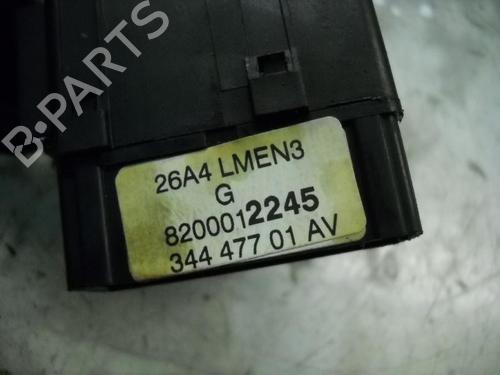 B-PARTS
26A4 LMEN3
G
8200012245
344 477 01 AV